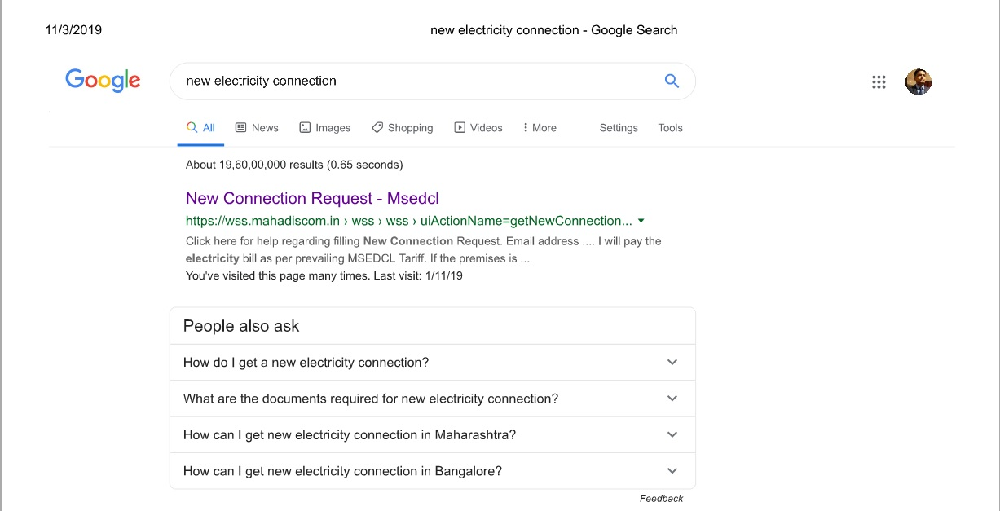 11/3/2019 new electricity connection - Google Search
Google new electricity connection
All News Images Shopping Videos More Settings Tools
About 19,60,00,000 results (0.65 seconds)
New Connection Request - Msedcl
https://wss.mahadiscom.in › wss › wss › uiActionName=getNewConnection...
Click here for help regarding filling New Connection Request. Email address .... I will pay the
electricity bill as per prevailing MSEDCL Tariff. If the premises is ...
You've visited this page many times. Last visit: 1/11/19
People also ask
How do I get a new electricity connection?
What are the documents required for new electricity connection?
How can I get new electricity connection in Maharashtra?
How can I get new electricity connection in Bangalore?
Feedback